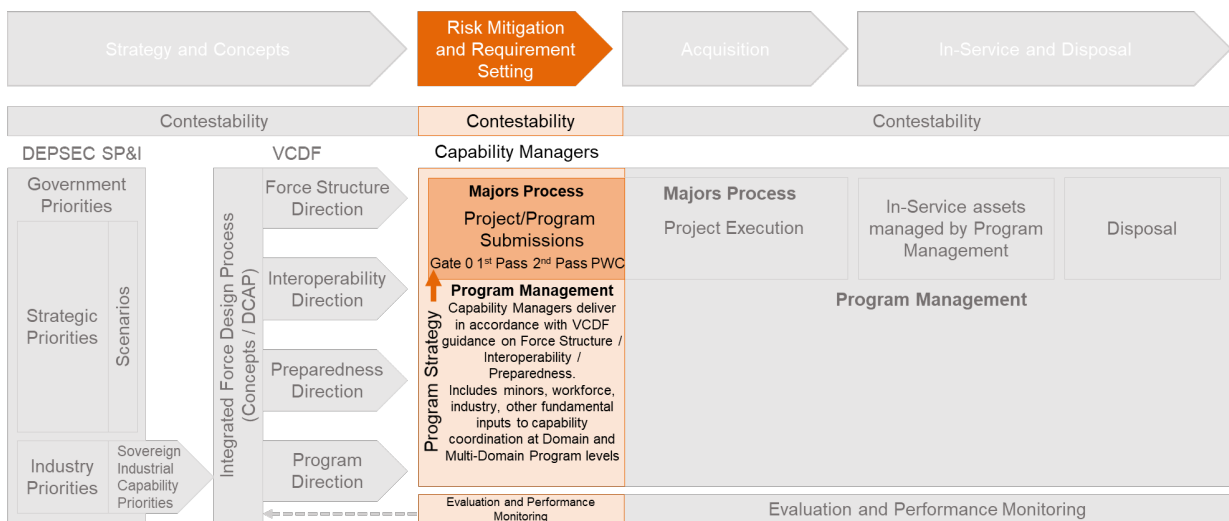 Strategy and Concepts
Risk Mitigation
and Requirement
Setting
Acquisition
In-Service and Disposal
Contestability
Contestability
Contestability
DEPSEC SP&I
VCDF
Capability Managers
Government
Priorities
Strategic
Priorities
Scenarios
Industry
Priorities
Sovereign
Industrial
Capability
Priorities
Integrated Force Design Process
(Concepts / DCAP)
Force Structure
Direction
Interoperability
Direction
Preparedness
Direction
Program
Direction
Majors Process
Project/Program
Submissions
Gate 0 1st Pass 2nd Pass PWC
Program Strategy
Program Management
Capability Managers deliver
in accordance with VCDF
guidance on Force Structure /
Interoperability /
Preparedness.
Includes minors, workforce,
industry, other fundamental
inputs to capability
coordination at Domain and
Multi-Domain Program levels
Evaluation and Performance
Monitoring
Majors Process
Project Execution
In-Service assets
managed by Program
Management
Disposal
Program Management
Evaluation and Performance Monitoring